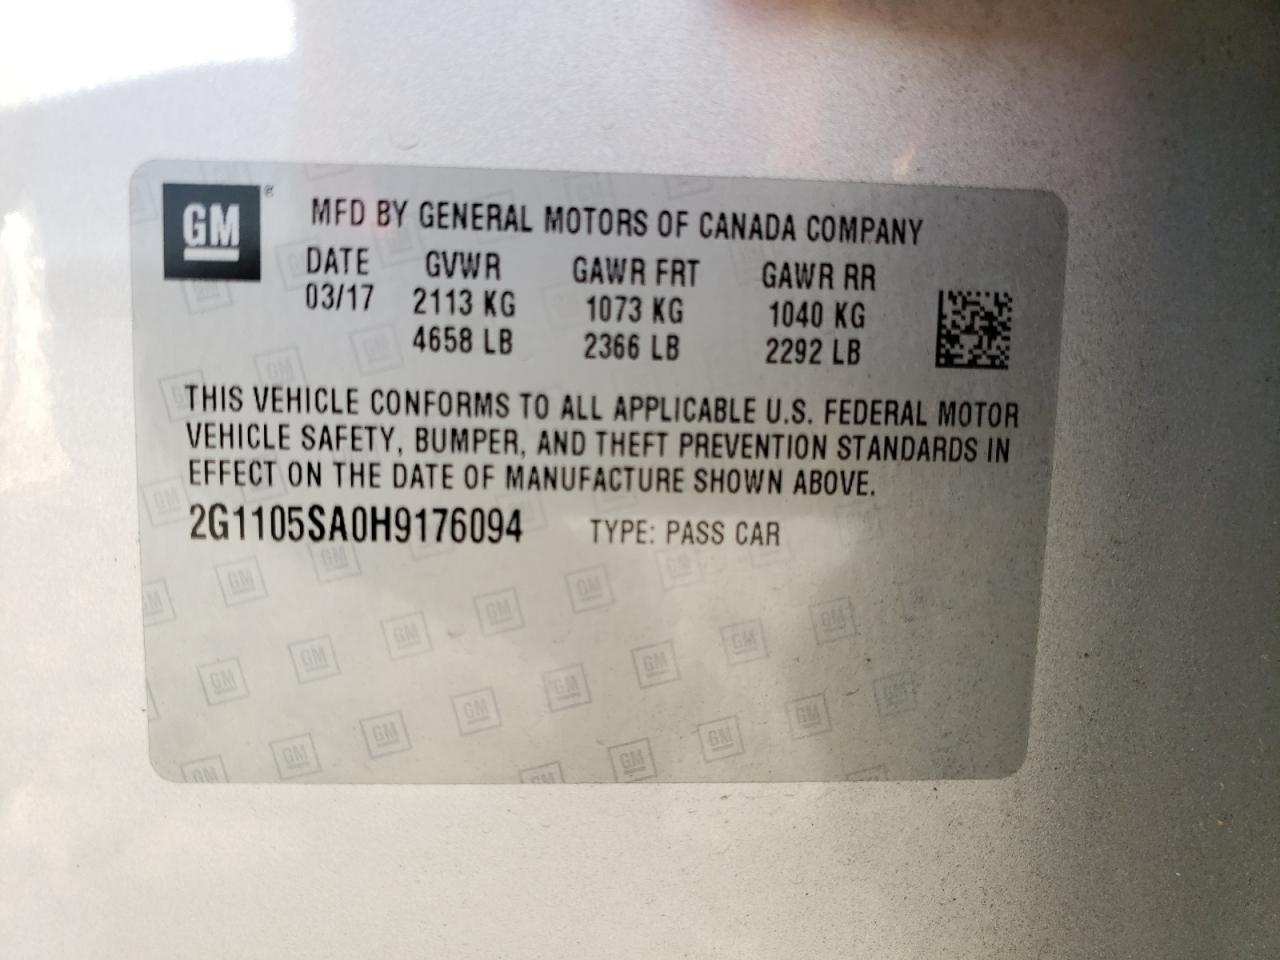 GM ®
MFD BY GENERAL MOTORS OF CANADA COMPANY
DATE GVWR GAWR FRT GAWR RR
03/17 2113 KG 1073 KG 1040 KG
4658 LB 2366 LB 2292 LB
THIS VEHICLE CONFORMS TO ALL APPLICABLE U.S. FEDERAL MOTOR
VEHICLE SAFETY, BUMPER, AND THEFT PREVENTION STANDARDS IN
EFFECT ON THE DATE OF MANUFACTURE SHOWN ABOVE.
2G1105SA0H9176094 TYPE: PASS CAR